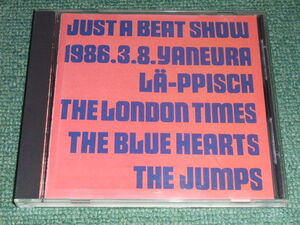 JUST A BEAT SHOW
1986.3.8.YANEURA
LÄ-PPISCH
THE LONDON TIMES
THE BLUE HEARTS
THE JUMPS